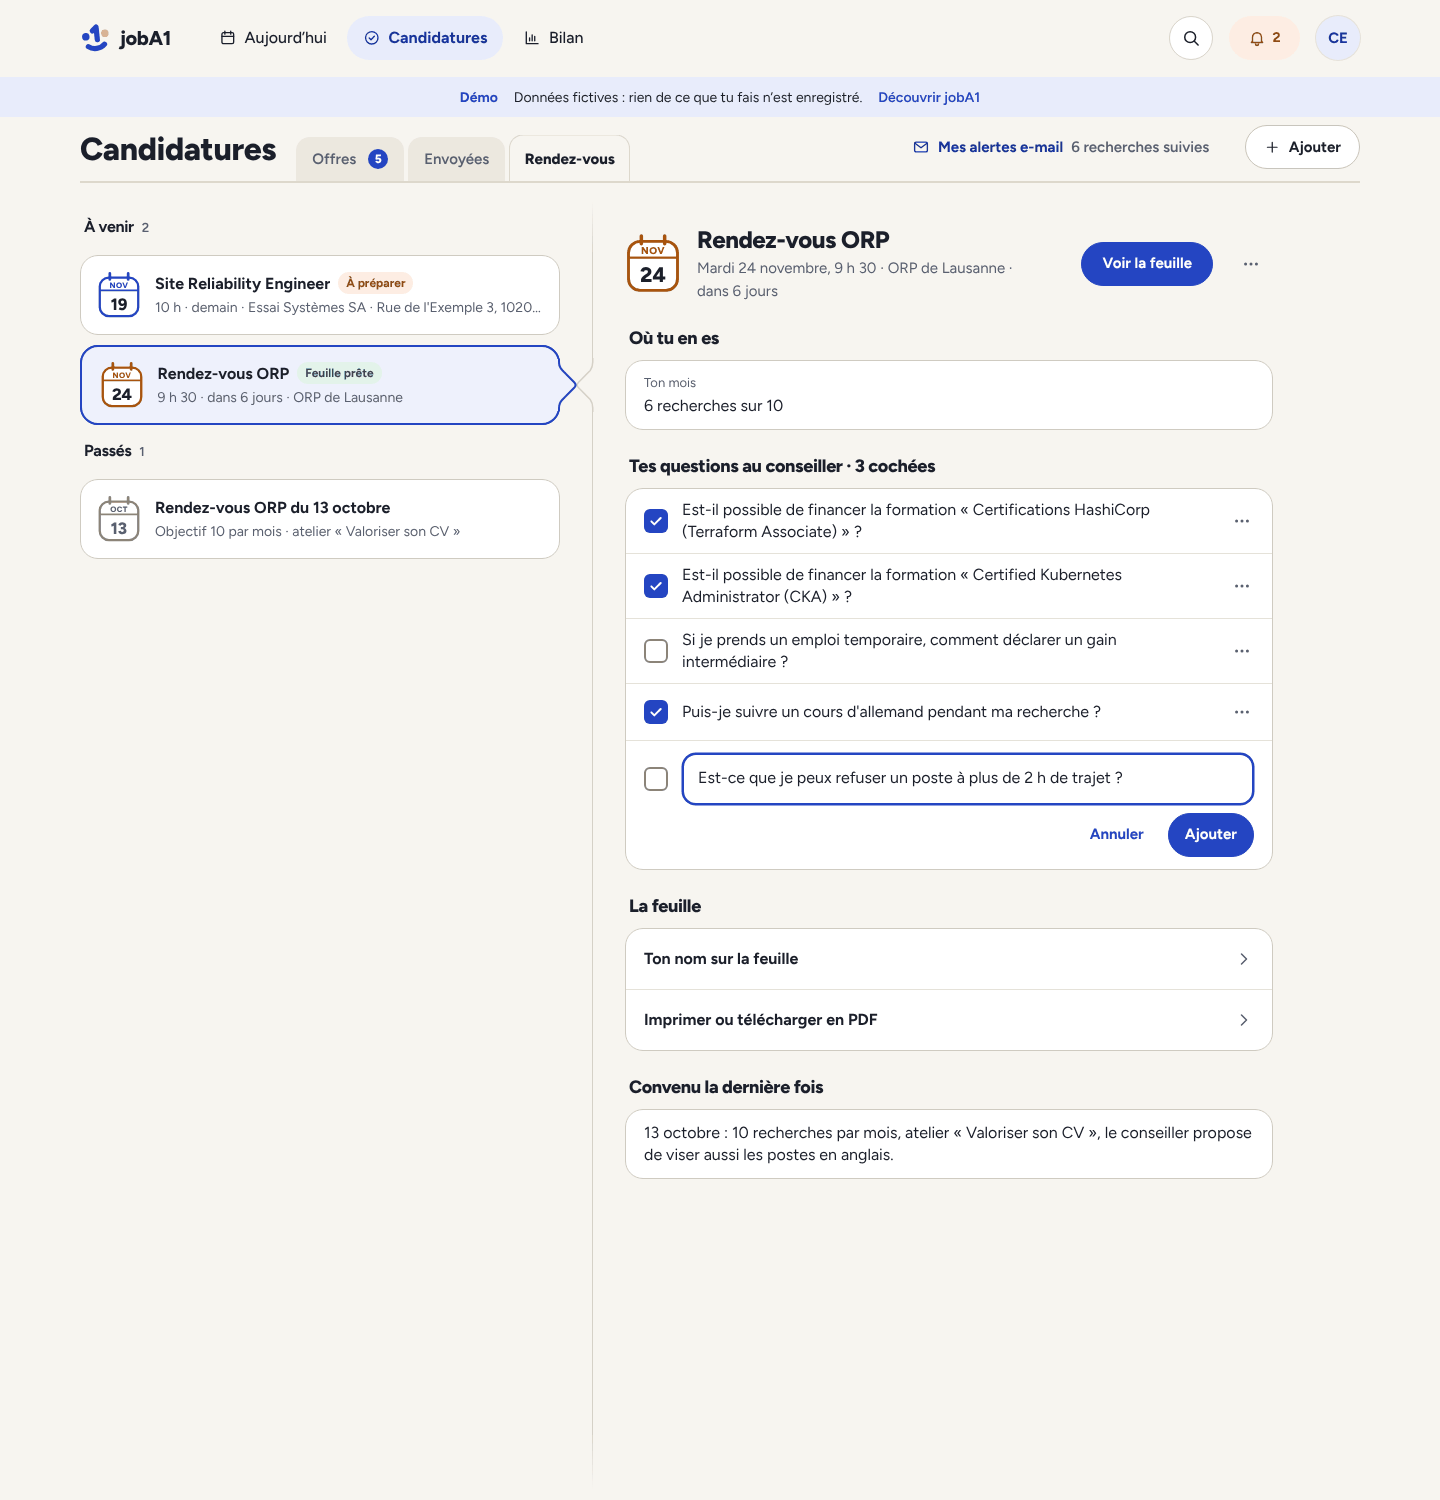 jobA1
Aujourd’hui
Candidatures
Bilan
2
CE
Démo Données fictives : rien de ce que tu fais n’est enregistré. Découvrir jobA1
Candidatures
Offres 5
Envoyées
Rendez-vous
Mes alertes e-mail 6 recherches suivies
Ajouter
À venir 2
NOV
19
Site Reliability Engineer À préparer
10 h · demain · Essai Systèmes SA · Rue de l'Exemple 3, 1020…
NOV
24
Rendez-vous ORP Feuille prête
9 h 30 · dans 6 jours · ORP de Lausanne
Passés 1
OCT
13
Rendez-vous ORP du 13 octobre
Objectif 10 par mois · atelier « Valoriser son CV »
NOV
24
Rendez-vous ORP
Mardi 24 novembre, 9 h 30 · ORP de Lausanne ·
dans 6 jours
Voir la feuille
Où tu en es
Ton mois
6 recherches sur 10
Tes questions au conseiller · 3 cochées
Est-il possible de financer la formation « Certifications HashiCorp
(Terraform Associate) » ?
Est-il possible de financer la formation « Certified Kubernetes
Administrator (CKA) » ?
Si je prends un emploi temporaire, comment déclarer un gain
intermédiaire ?
Puis-je suivre un cours d'allemand pendant ma recherche ?
Est-ce que je peux refuser un poste à plus de 2 h de trajet ?
Annuler
Ajouter
La feuille
Ton nom sur la feuille
Imprimer ou télécharger en PDF
Convenu la dernière fois
13 octobre : 10 recherches par mois, atelier « Valoriser son CV », le conseiller propose
de viser aussi les postes en anglais.